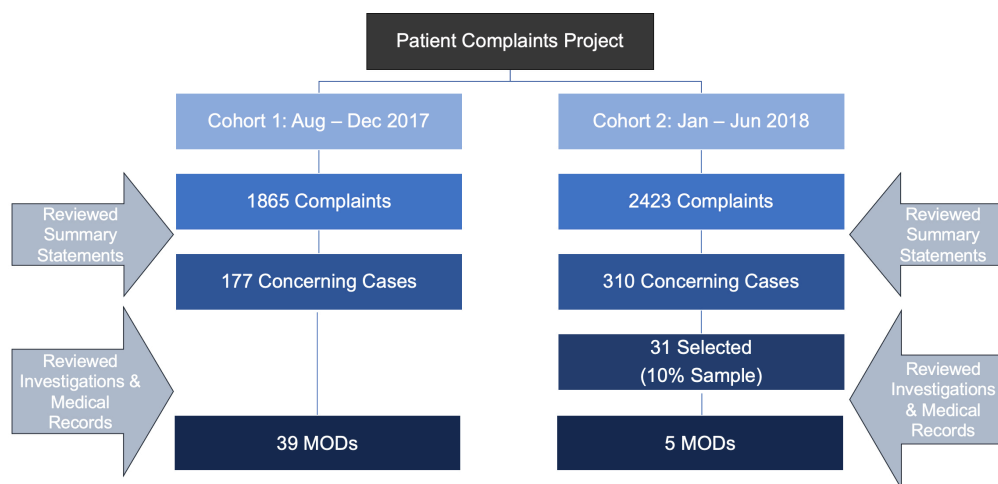 Patient Complaints Project
Cohort 1: Aug – Dec 2017
Cohort 2: Jan – Jun 2018
1865 Complaints
2423 Complaints
Reviewed
Summary
Statements
Reviewed
Summary
Statements
177 Concerning Cases
310 Concerning Cases
31 Selected
(10% Sample)
Reviewed
Investigations &
Medical
Records
Reviewed
Investigations
& Medical
Records
39 MODs
5 MODs